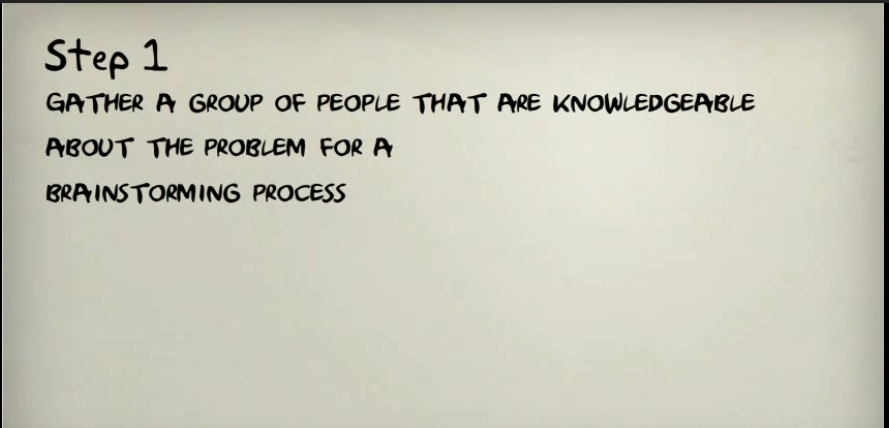 Step 1
GATHER A GROUP OF PEOPLE THAT ARE KNOWLEDGEABLE
ABOUT THE PROBLEM FOR A
BRAINSTORMING PROCESS